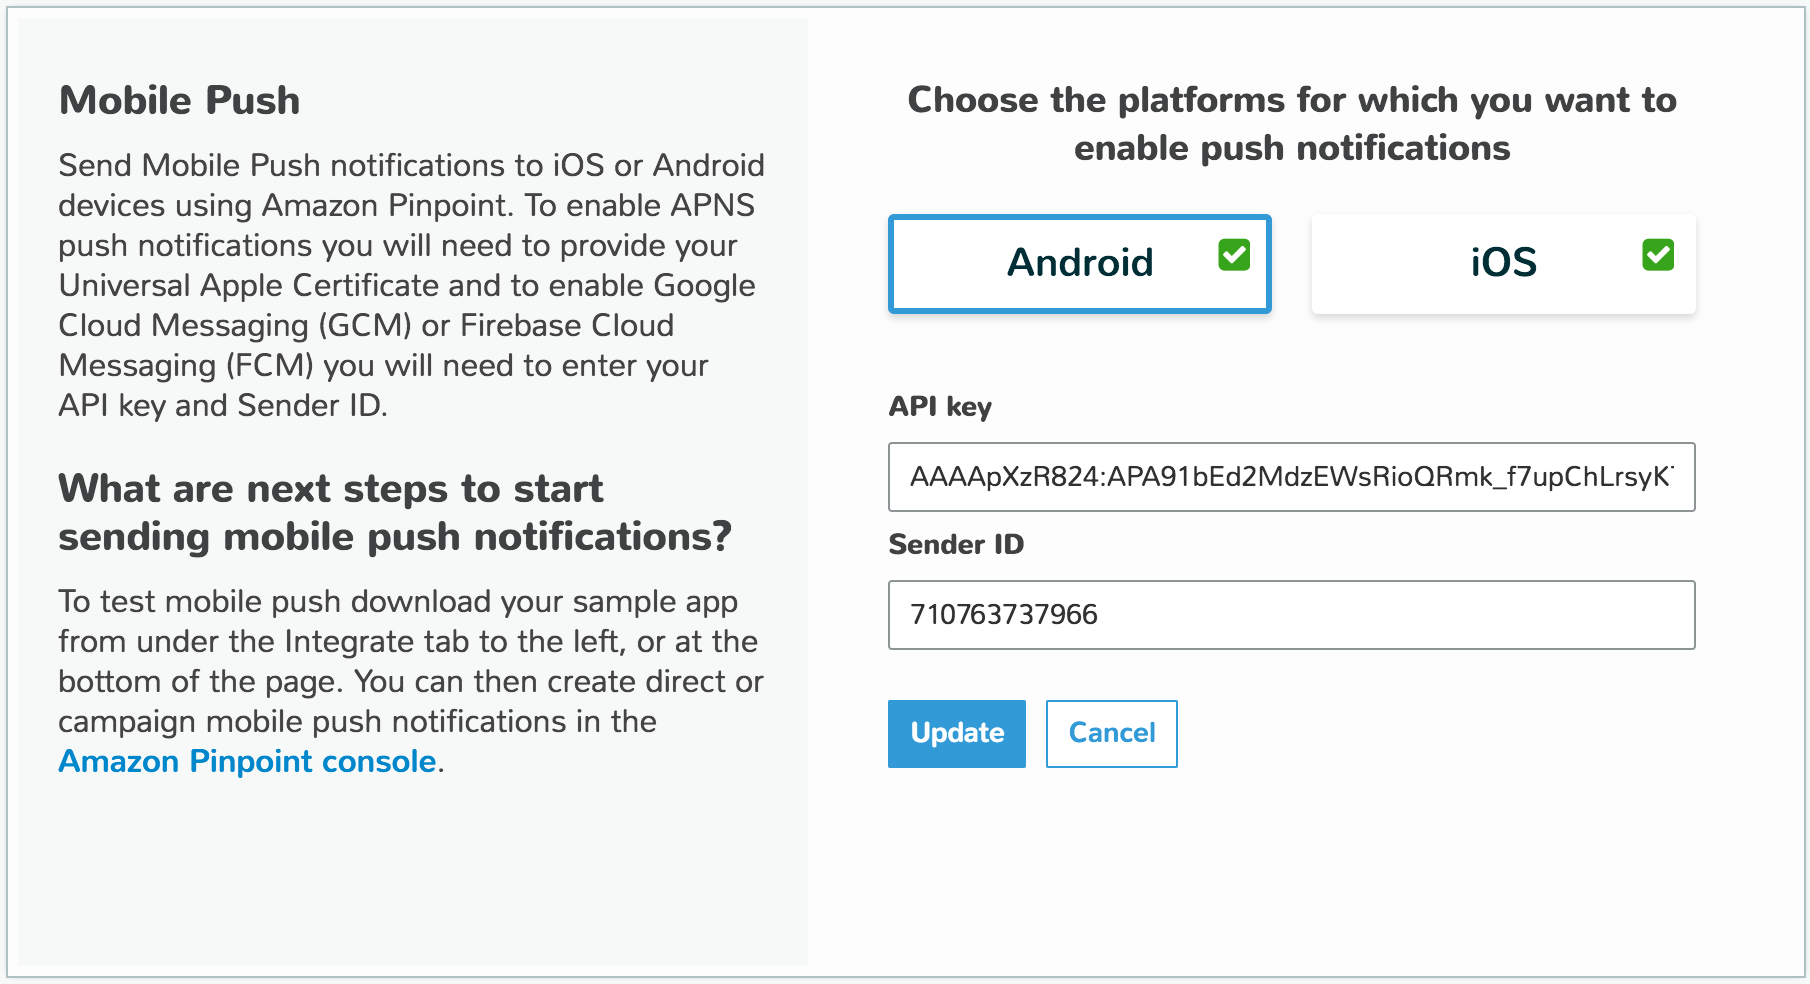 Mobile Push
Send Mobile Push notifications to iOS or Android
devices using Amazon Pinpoint. To enable APNS
push notifications you will need to provide your
Universal Apple Certificate and to enable Google
Cloud Messaging (GCM) or Firebase Cloud
Messaging (FCM) you will need to enter your
API key and Sender ID.
What are next steps to start
sending mobile push notifications?
To test mobile push download your sample app
from under the Integrate tab to the left, or at the
bottom of the page. You can then create direct or
campaign mobile push notifications in the
Amazon Pinpoint console.
Choose the platforms for which you want to
enable push notifications
Android
iOS
API key
AAAApXzR824:APA91bEd2MdzEWsRioQRmk_f7upChLrsyK
Sender ID
710763737966
Update
Cancel